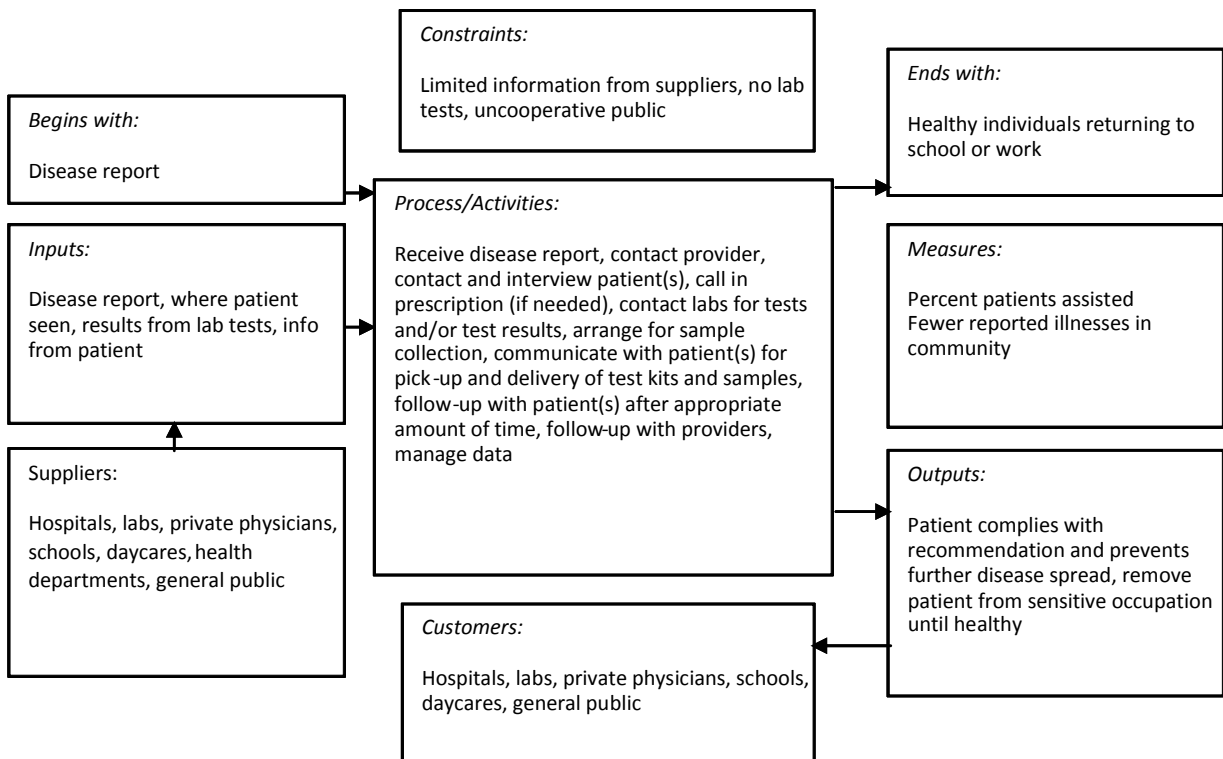 Constraints:
Limited information from suppliers, no lab
tests, uncooperative public
Begins with:
Disease report
Ends with:
Healthy individuals returning to
school or work
Process/Activities:
Receive disease report, contact provider,
contact and interview patient(s), call in
prescription (if needed), contact labs for tests
and/or test results, arrange for sample
collection, communicate with patient(s) for
pick-up and delivery of test kits and samples,
follow-up with patient(s) after appropriate
amount of time, follow-up with providers,
manage data
Inputs:
Disease report, where patient
seen, results from lab tests, info
from patient
Measures:
Percent patients assisted
Fewer reported illnesses in
community
Suppliers:
Hospitals, labs, private physicians,
schools, daycares, health
departments, general public
Outputs:
Patient complies with
recommendation and prevents
further disease spread, remove
patient from sensitive occupation
until healthy
Customers:
Hospitals, labs, private physicians, schools,
daycares, general public